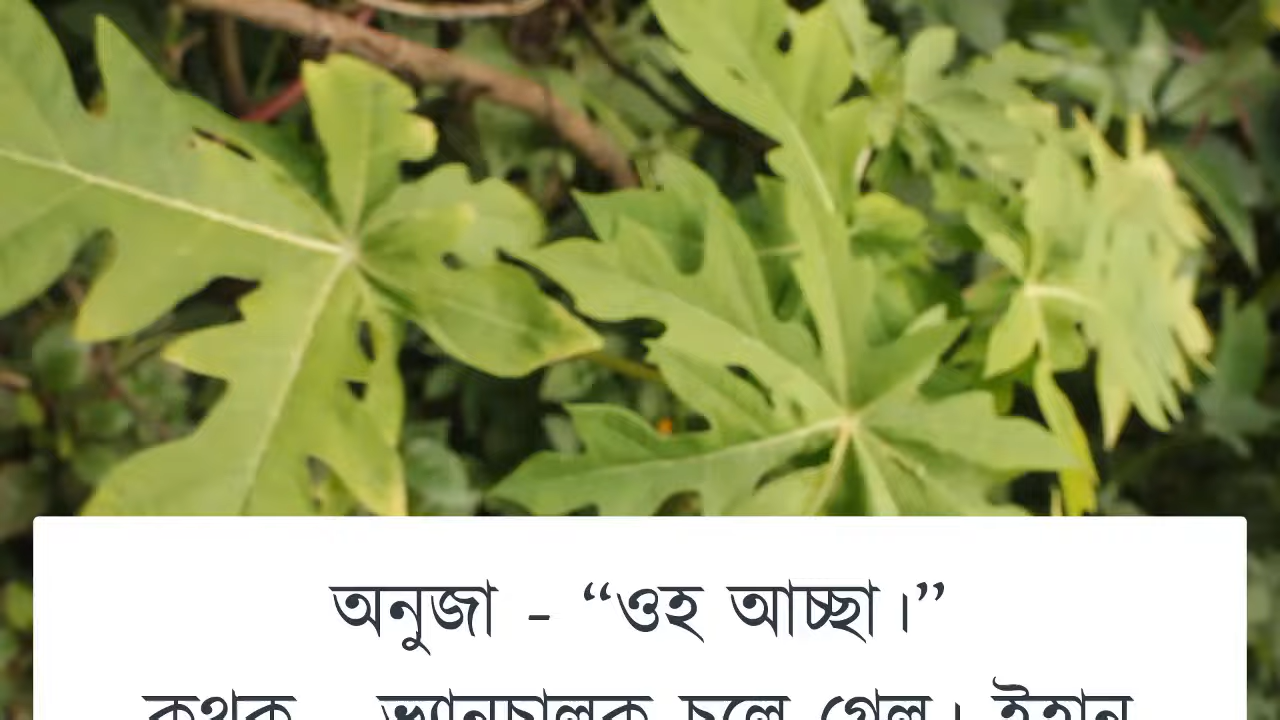 অনুজা - “ওহ আচ্ছা।”
কথক - ভ্যানচালক চলে গেল। ইহান